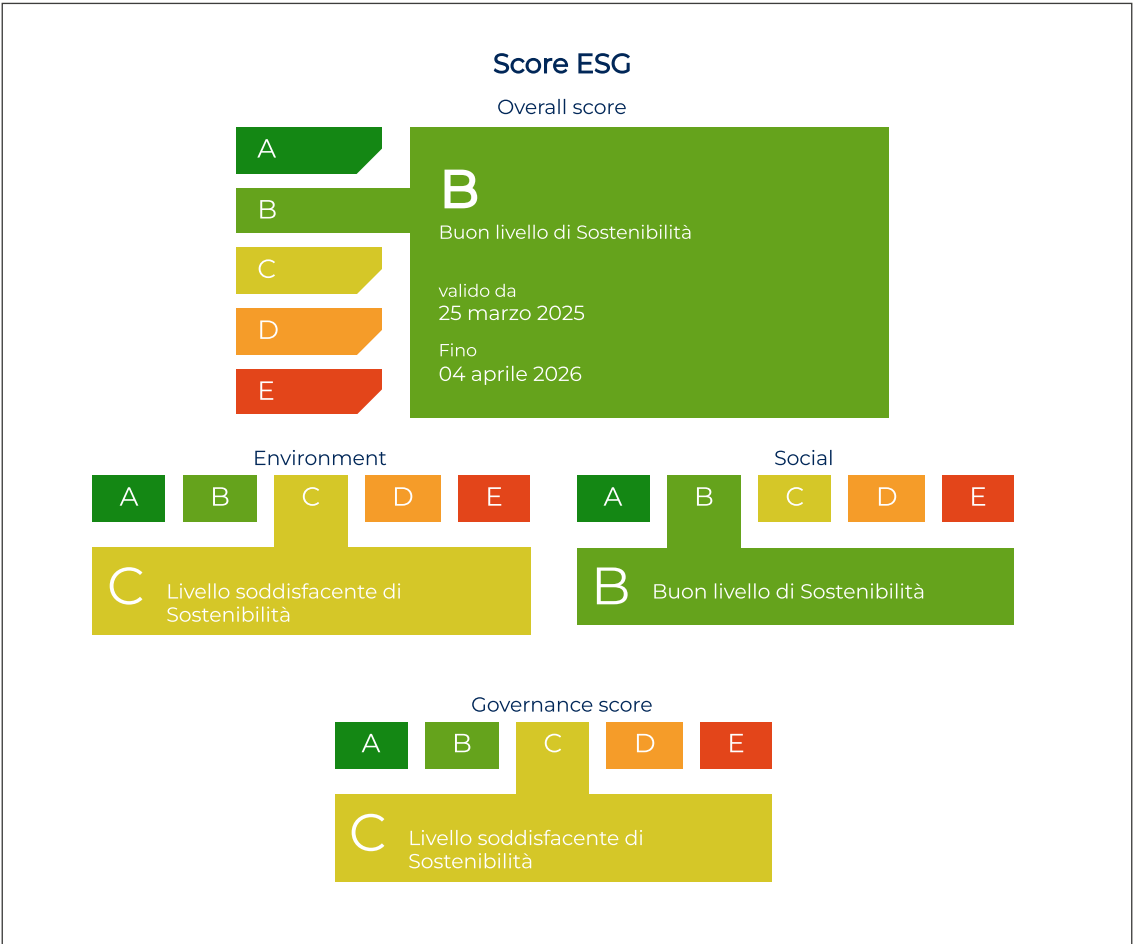 Score ESG
Overall score
A
B
C
D
E
B
Buon livello di Sostenibilità
valido da
25 marzo 2025
Fino
04 aprile 2026
Environment
A B C D E
C Livello soddisfacente di
Sostenibilità
Social
A B C D E
B Buon livello di Sostenibilità
Governance score
A B C D E
C Livello soddisfacente di
Sostenibilità